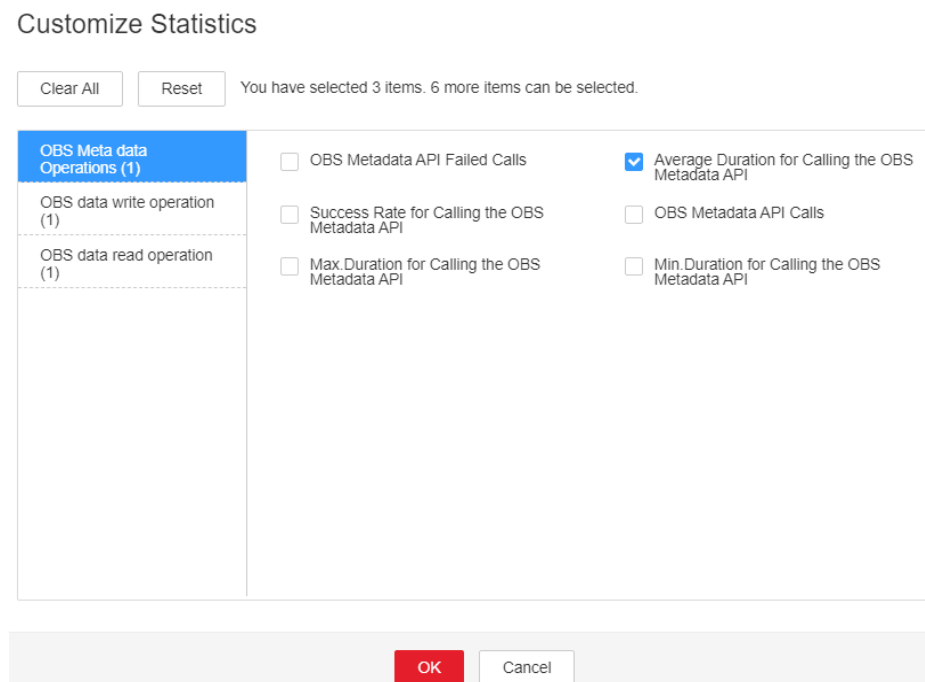 Customize Statistics
Clear All
Reset
You have selected 3 items. 6 more items can be selected.
OBS Meta data
Operations (1)
OBS data write operation
(1)
OBS data read operation
(1)
OBS Metadata API Failed Calls
Average Duration for Calling the OBS
Metadata API
Success Rate for Calling the OBS
Metadata API
OBS Metadata API Calls
Max.Duration for Calling the OBS
Metadata API
Min.Duration for Calling the OBS
Metadata API
OK
Cancel